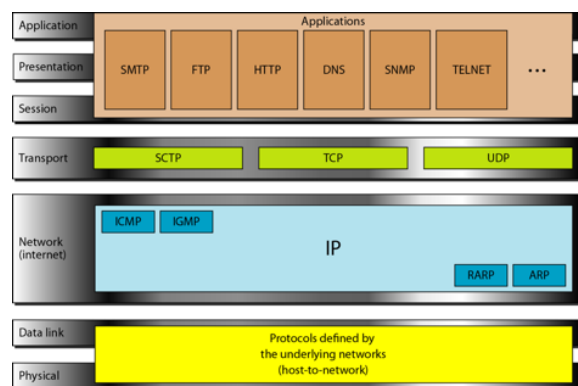 Application
Applications
Presentation
SMTP FTP HTTP DNS SNMP TELNET ...
Session
Transport
SCTP TCP UDP
Network
(internet)
ICMP IGMP
IP
RARP ARP
Data link
Protocols defined by
the underlying networks
(host-to-network)
Physical